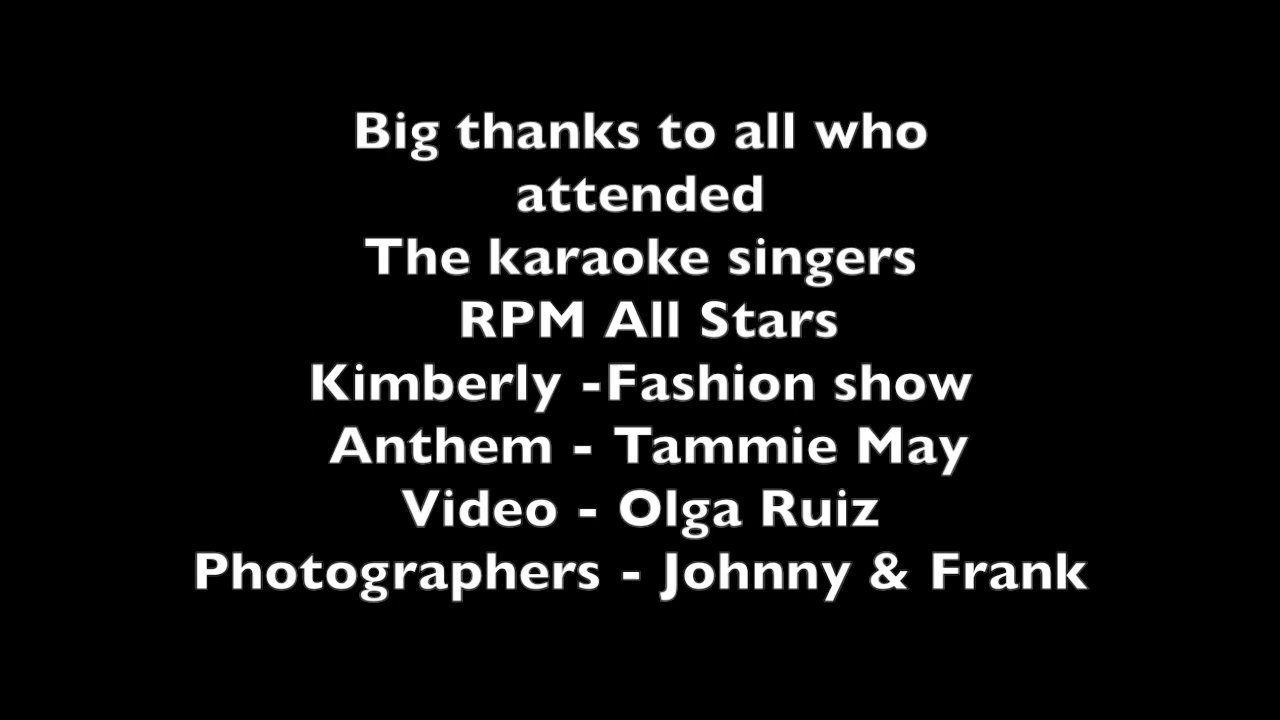 Big thanks to all who
attended
The karaoke singers
RPM All Stars
Kimberly -Fashion show
Anthem - Tammie May
Video - Olga Ruiz
Photographers - Johnny & Frank